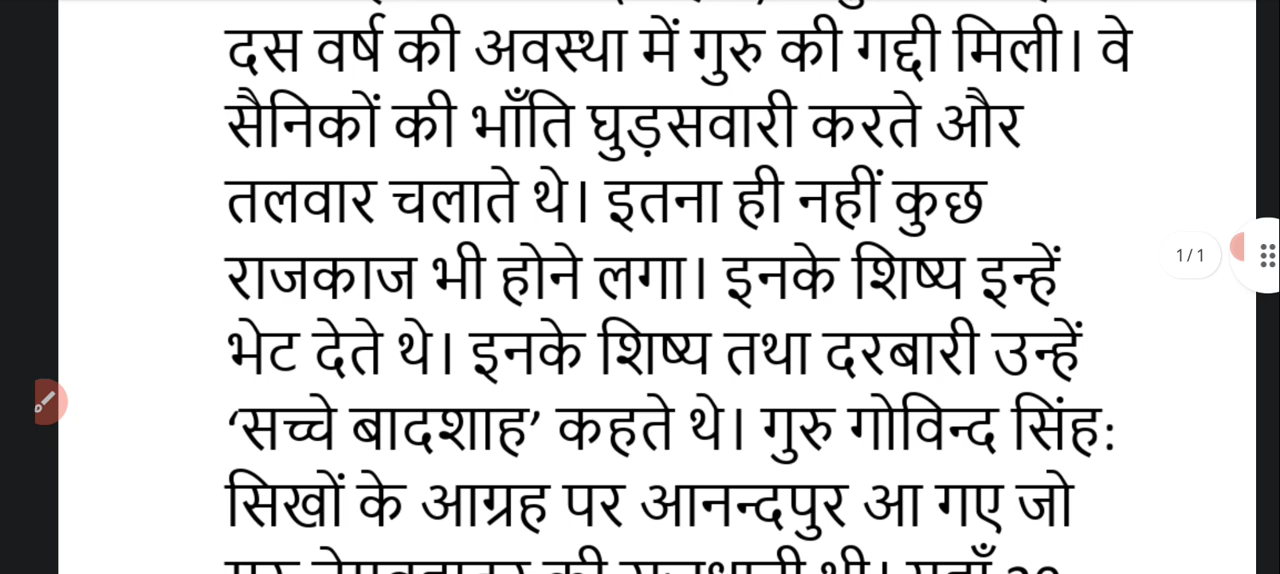 दस वर्ष की अवस्था में गुरु की गद्दी मिली। वे
सैनिकों की भाँति घुड़सवारी करते और
तलवार चलाते थे। इतना ही नहीं कुछ
राजकाज भी होने लगा। इनके शिष्य इन्हें
1/1
भेट देते थे। इनके शिष्य तथा दरबारी उन्हें
‘सच्चे बादशाह’ कहते थे। गुरु गोविन्द सिंह:
सिखों के आग्रह पर आनन्दपुर आ गए जो